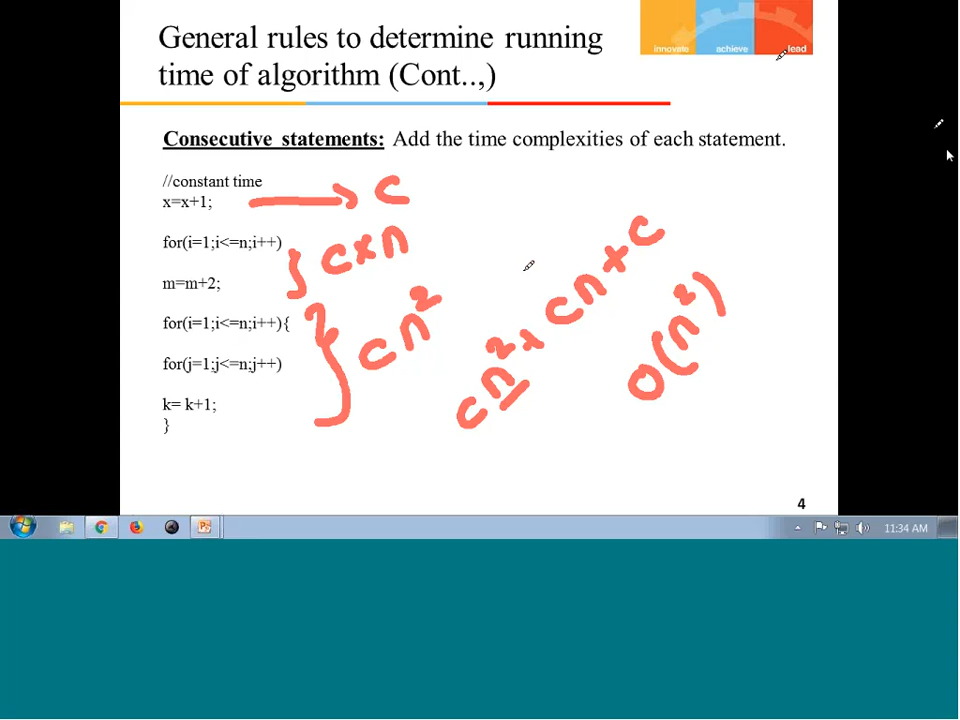 General rules to determine running
time of algorithm (Cont..,)
innovate achieve lead
Consecutive statements: Add the time complexities of each statement.
//constant time
x=x+1;
c
for(i=1;i<=n;i++)
c×n
m=m+2;
for(i=1;i<=n;i++){
cn²
for(j=1;j<=n;j++)
k= k+1;
}
cn²+cn+c
O(n²)
4
11:34 AM